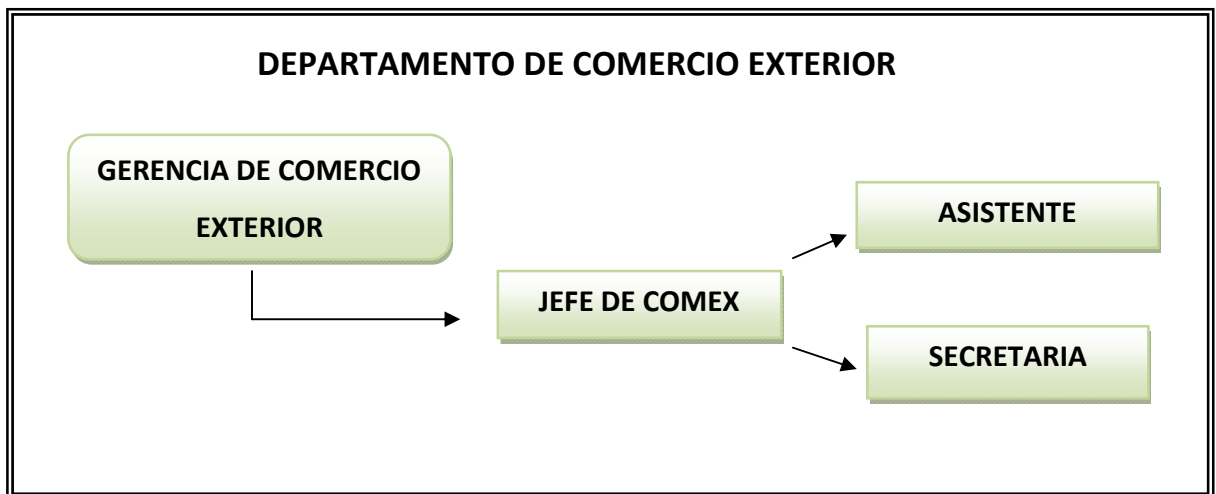 DEPARTAMENTO DE COMERCIO EXTERIOR
GERENCIA DE COMERCIO
EXTERIOR
JEFE DE COMEX
ASISTENTE
SECRETARIA